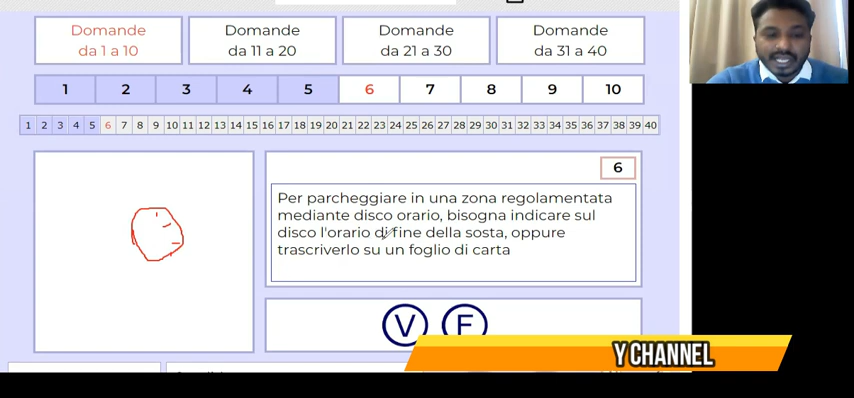 Domande
da 1 a 10
Domande
da 11 a 20
Domande
da 21 a 30
Domande
da 31 a 40
1 2 3 4 5 6 7 8 9 10
1 2 3 4 5 6 7 8 9 10 11 12 13 14 15 16 17 18 19 20 21 22 23 24 25 26 27 28 29 30 31 32 33 34 35 36 37 38 39 40
6
Per parcheggiare in una zona regolamentata
mediante disco orario, bisogna indicare sul
disco l'orario di fine della sosta, oppure
trascriverlo su un foglio di carta
V F
Y CHANNEL